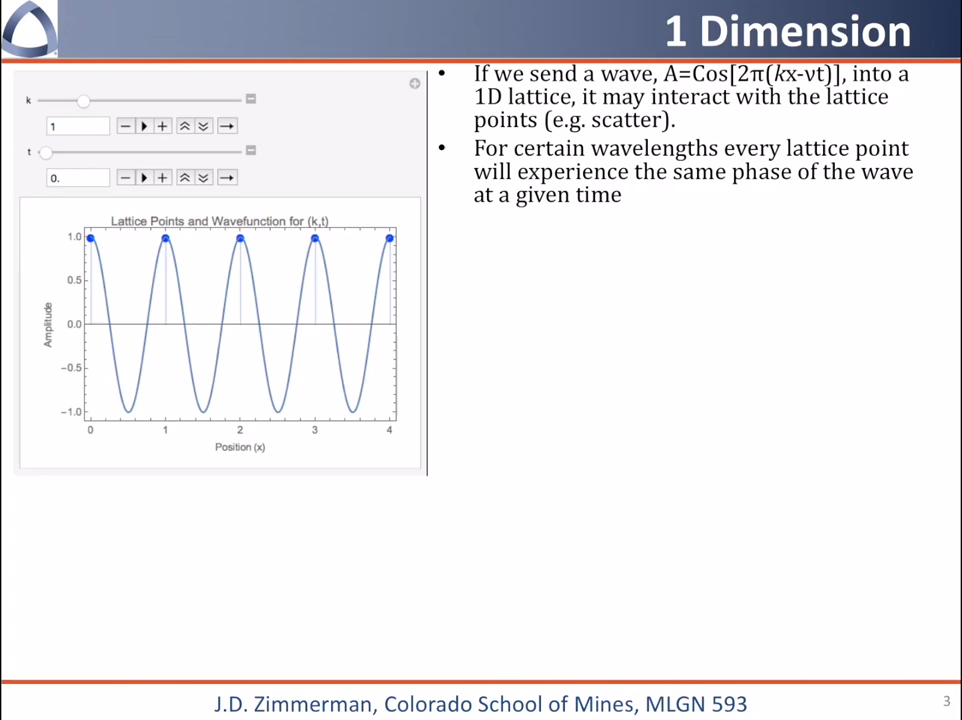 1 Dimension
k
1
t
0.
Lattice Points and Wavefunction for (k,t)
1.0
0.5
0.0
−0.5
−1.0
Amplitude
0 1 2 3 4
Position (x)
• If we send a wave, A=Cos[2π(kx-νt)], into a
1D lattice, it may interact with the lattice
points (e.g. scatter).
• For certain wavelengths every lattice point
will experience the same phase of the wave
at a given time
J.D. Zimmerman, Colorado School of Mines, MLGN 593
3